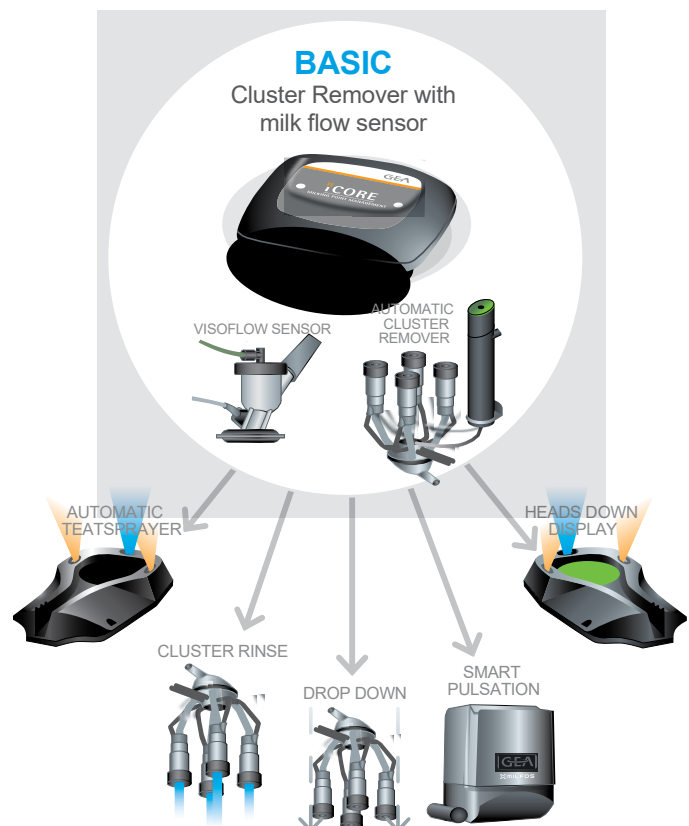 BASIC
Cluster Remover with
milk flow sensor
GEA
iCORE
MILKING POINT MANAGEMENT
VISOFLOW SENSOR
AUTOMATIC
CLUSTER
REMOVER
AUTOMATIC
TEATSPRAYER
HEADS DOWN
DISPLAY
CLUSTER RINSE
DROP DOWN
SMART
PULSATION
GEA
MILFOS